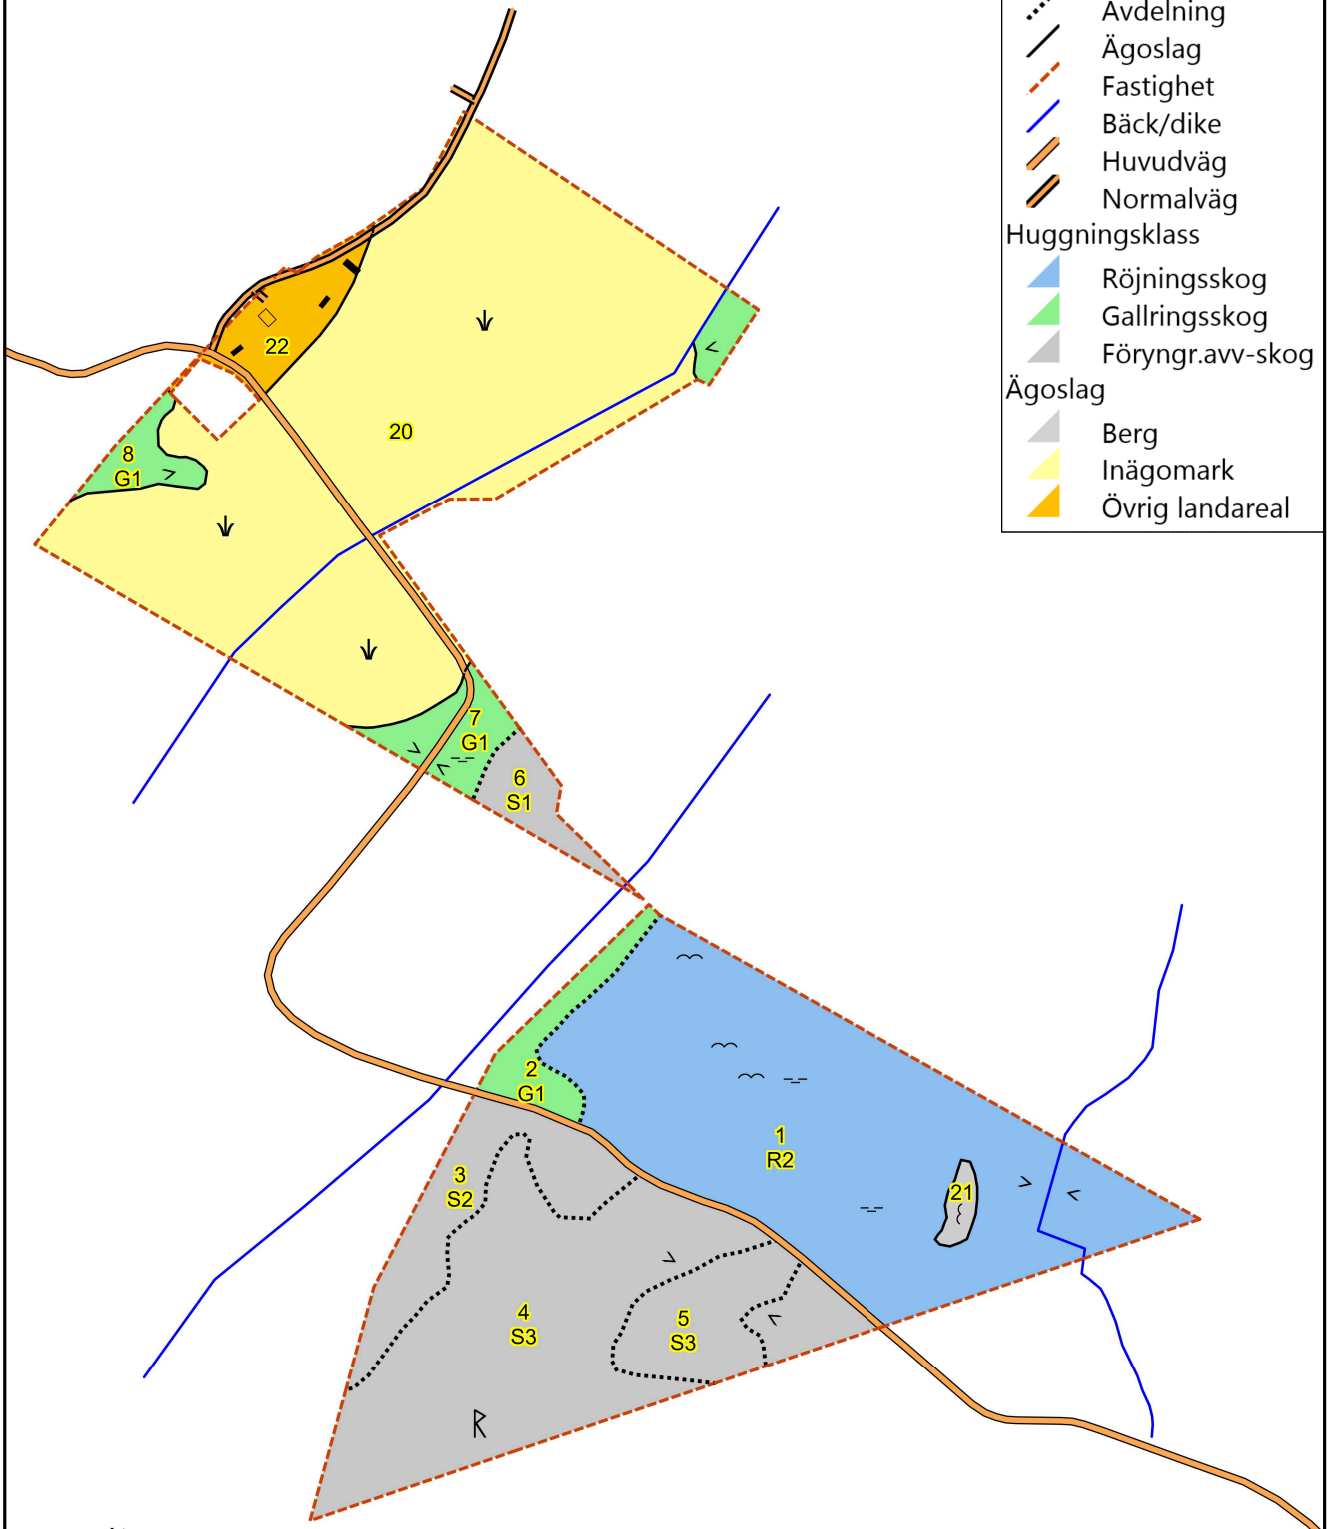 Avdelning
Ägoslag
Fastighet
Bäck/dike
Huvudväg
Normalväg
Huggningsklass
Röjningsskog
Gallringsskog
Föryngr.avv-skog
Ägoslag
Berg
Inägomark
Övrig landareal
22
20
8
G1
7
G1
6
S1
2
G1
1
R2
3
S2
21
4
S3
5
S3
R